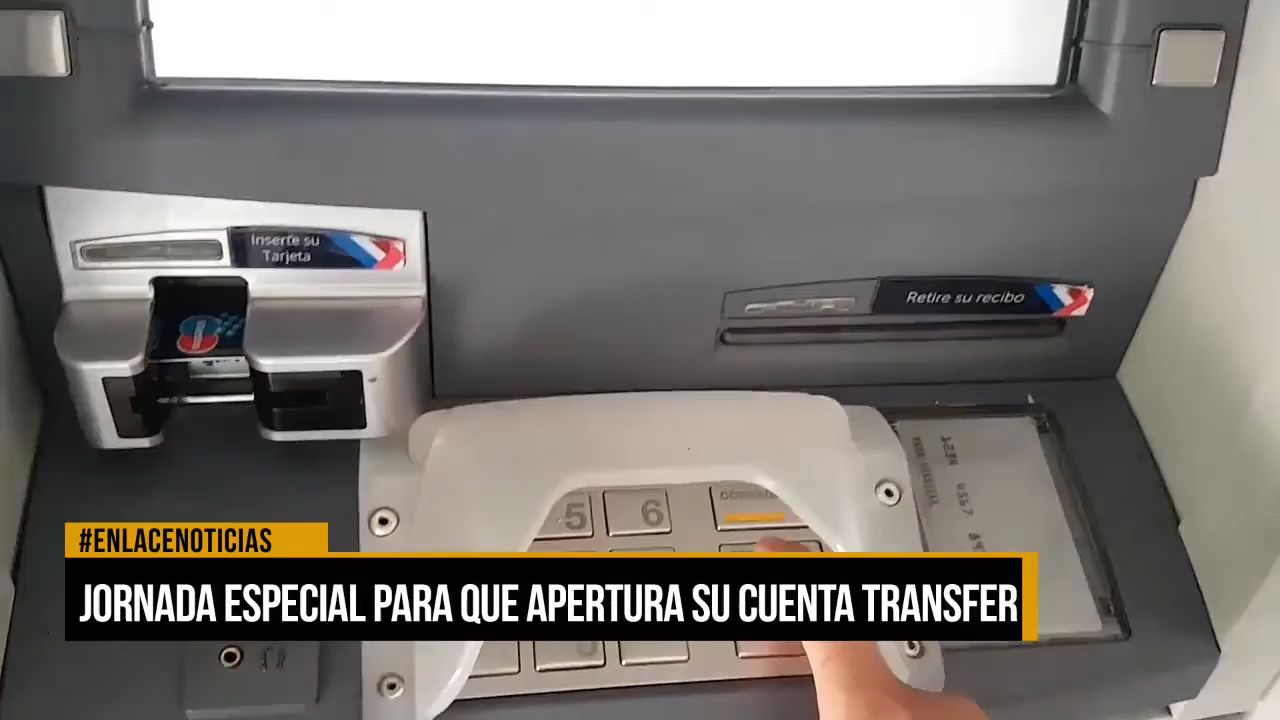 Inserte su
Tarjeta
Retire su recibo
5
6
#ENLACENOTICIAS
JORNADA ESPECIAL PARA QUE APERTURA SU CUENTA TRANSFER